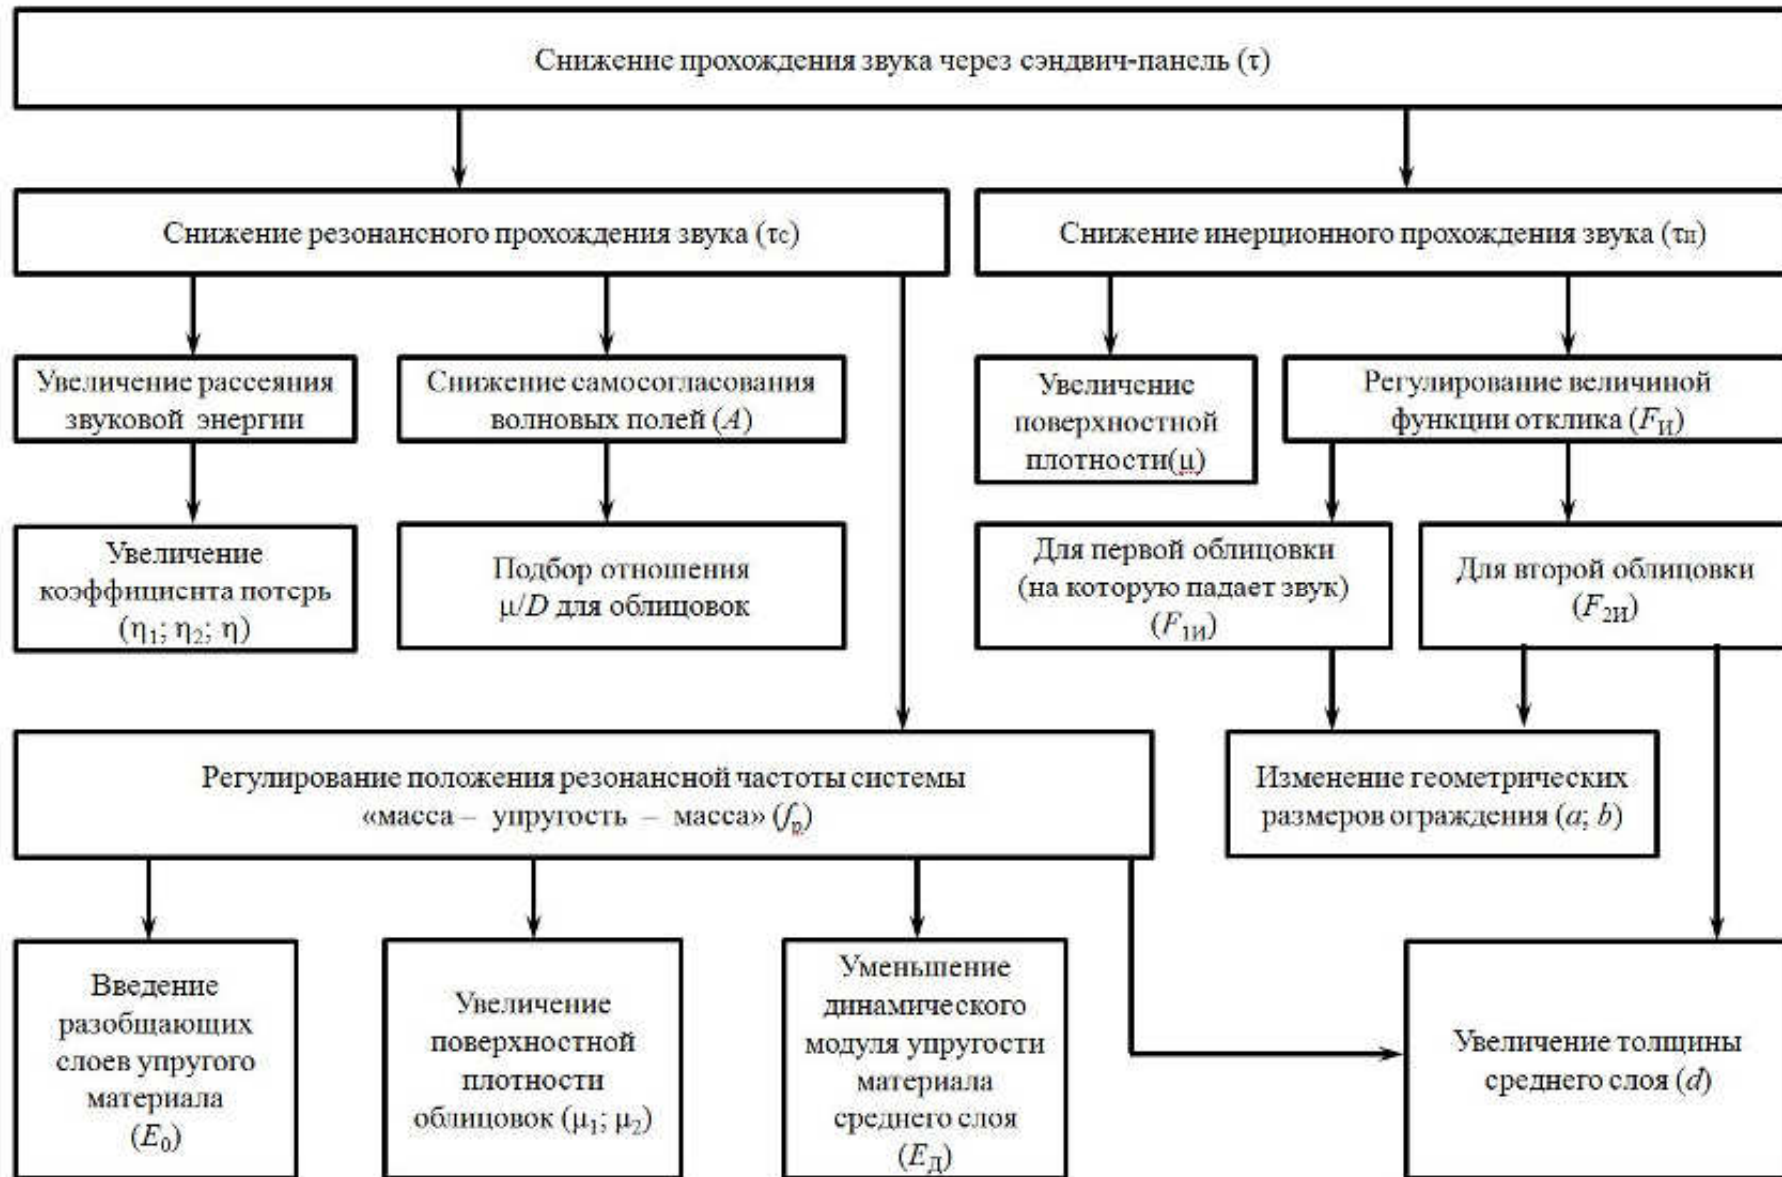 Снижение прохождения звука через сэндвич-панель (τ)
Снижение резонансного прохождения звука (τс)
Снижение инерционного прохождения звука (τи)
Увеличение рассеяния
звуковой энергии
Снижение самосогласования
волновых полей (A)
Увеличение
поверхностной
плотности(μ)
Регулирование величиной
функции отклика (FИ)
Увеличение
коэффициента потерь
(η1; η2; η)
Подбор отношения
μ/D для облицовок
Для первой облицовки
(на которую падает звук)
(F1И)
Для второй облицовки
(F2И)
Регулирование положения резонансной частоты системы
«масса – упругость – масса» (fр)
Изменение геометрических
размеров ограждения (a; b)
Введение
разобщающих
слоев упругого
материала
(E0)
Увеличение
поверхностной
плотности
облицовок (μ1; μ2)
Уменьшение
динамического
модуля упругости
материала
среднего слоя
(EД)
Увеличение толщины
среднего слоя (d)